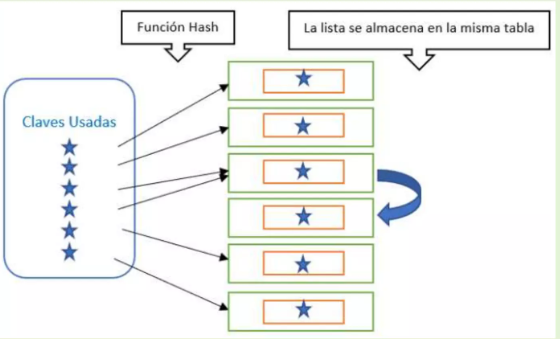 Función Hash
La lista se almacena en la misma tabla
Claves Usadas